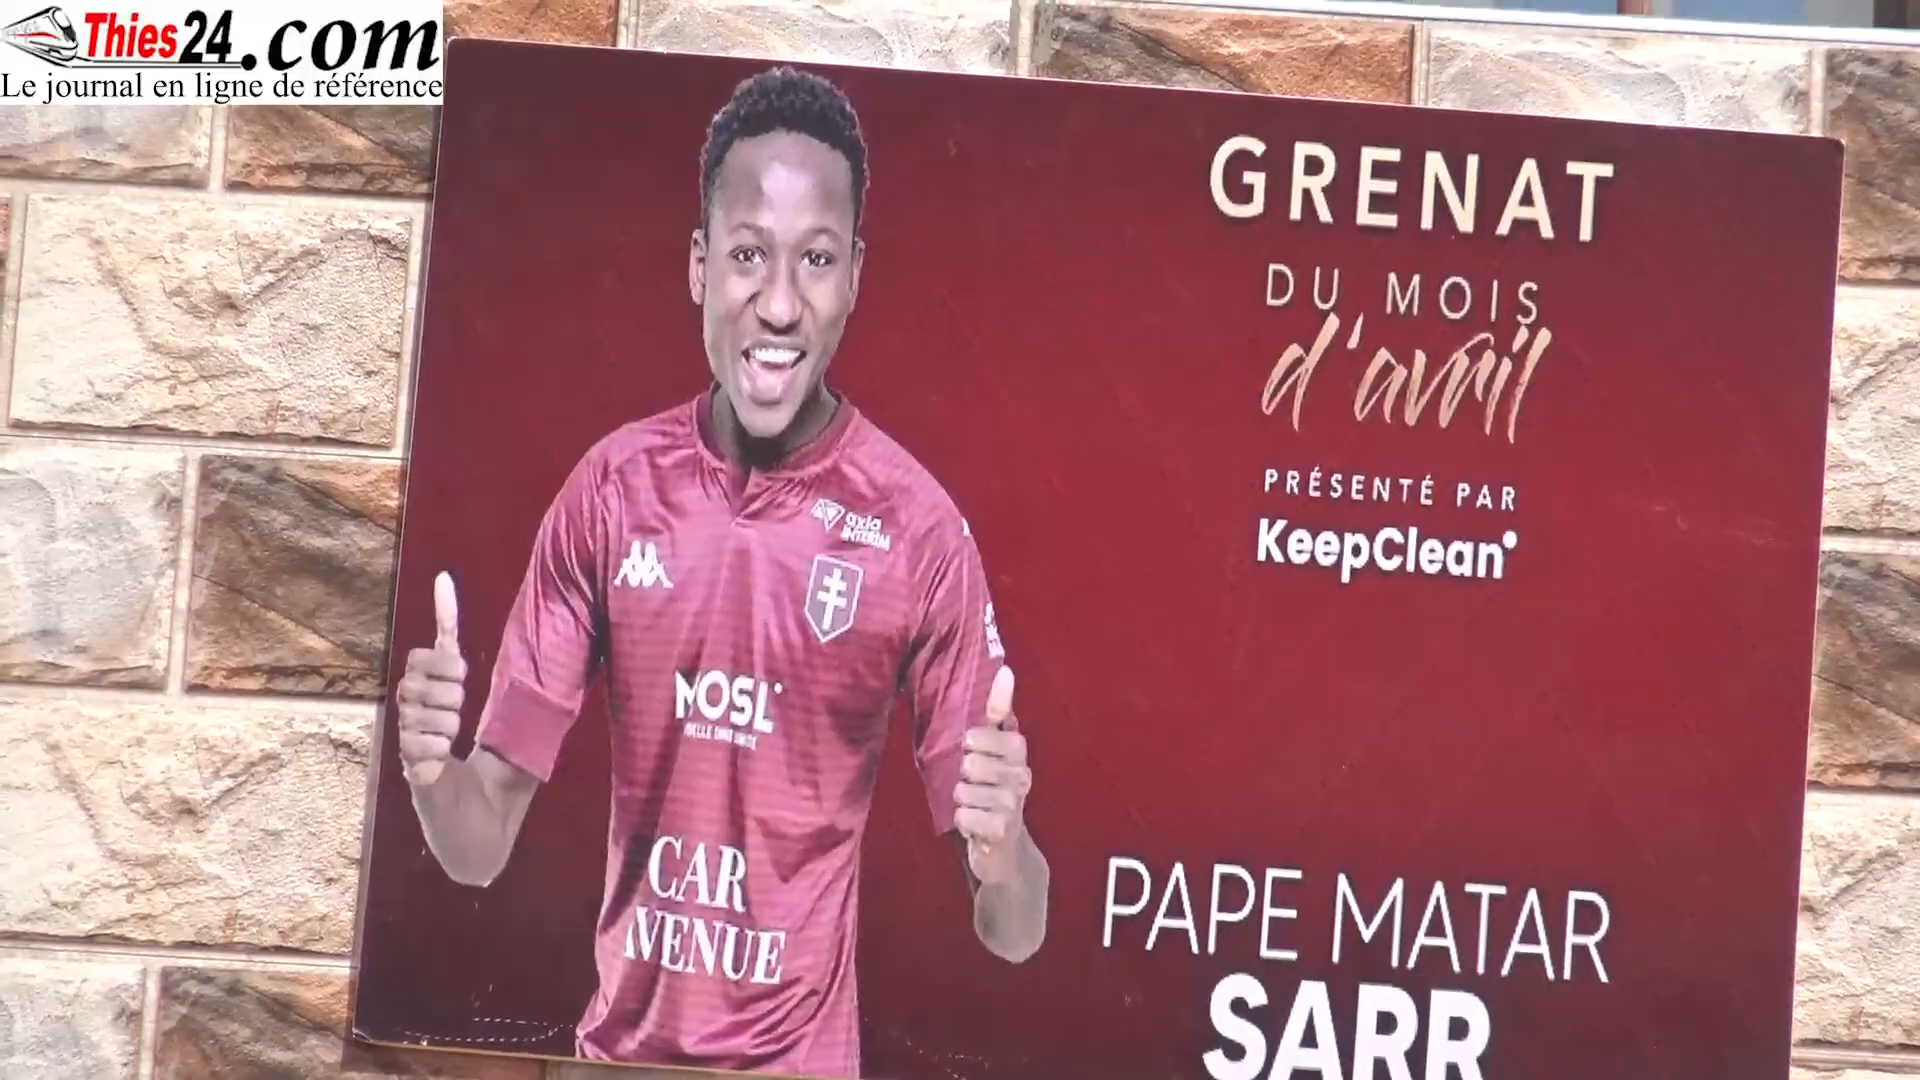 Thies24.com
Le journal en ligne de référence
GRENAT
DU MOIS
d'avril
PRÉSENTÉ PAR
KeepClean
axia
INTERIM
MOSL
CAR
AVENUE
PAPE MATAR
SARR